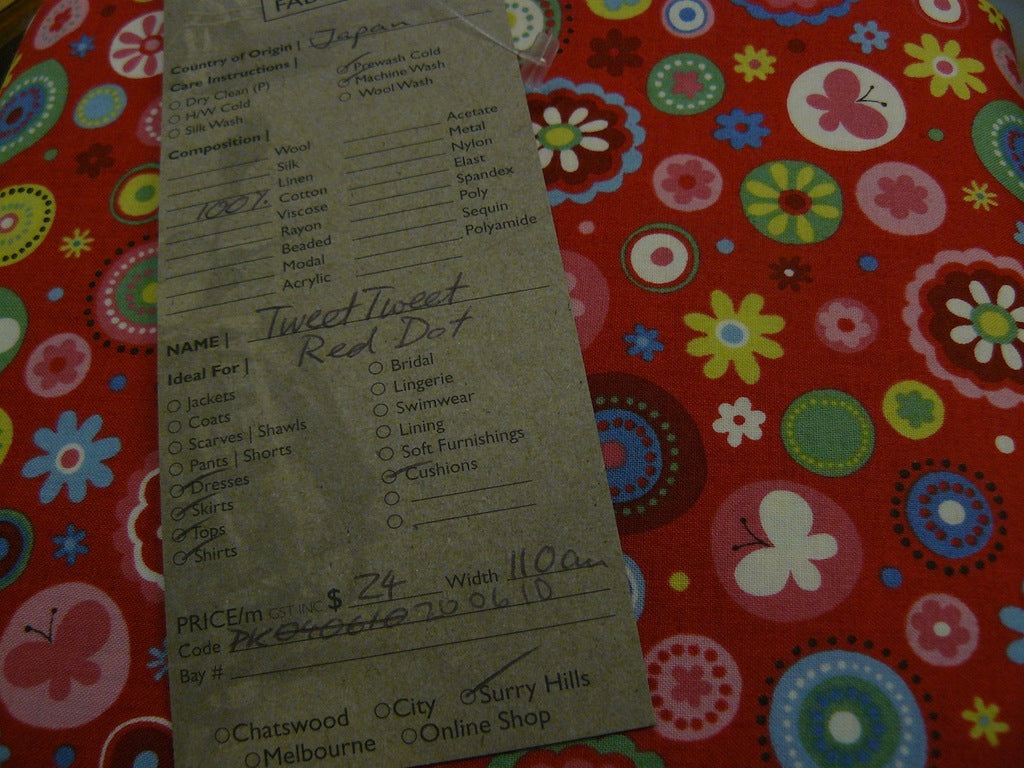 Country of Origin | Japan
Care Instructions |
Dry Clean (P)
H/W Cold
Silk Wash
Prewash Cold
Machine Wash
Wool Wash
Composition |
Wool
Silk
Linen
100% Cotton
Viscose
Rayon
Beaded
Modal
Acrylic
Acetate
Metal
Nylon
Elast
Spandex
Poly
Sequin
Polyamide
NAME | Tweet Tweet
Red Dot
Ideal For |
Jackets
Coats
Scarves | Shawls
Pants | Shorts
Dresses
Skirts
Tops
Shirts
Bridal
Lingerie
Swimwear
Lining
Soft Furnishings
Cushions
PRICE/m GST INC $ 24 Width 110cm
Code PK040610 200610
Bay #
Chatswood City Surry Hills
Melbourne Online Shop